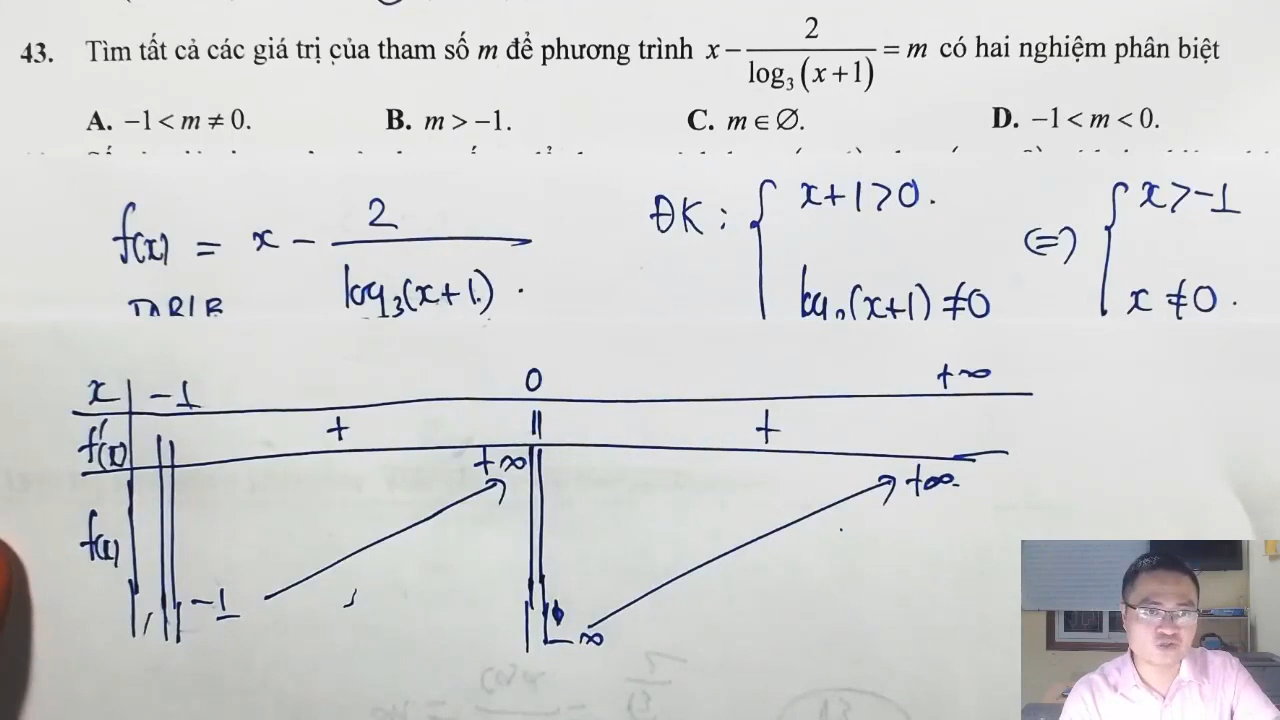 43. Tìm tất cả các giá trị của tham số m để phương trình x - 2/log₃(x+1) = m có hai nghiệm phân biệt
A. -1 < m ≠ 0. B. m > -1. C. m ∈ ∅. D. -1 < m < 0.
f(x) = x - 2/log₃(x+1).
ĐK: { x+1 > 0. ⇔ { x > -1
(x+1) ≠ 0 x ≠ 0.
x -1 0 +∞
f'(x) + || +
f(x) -1 +∞ -∞ +∞